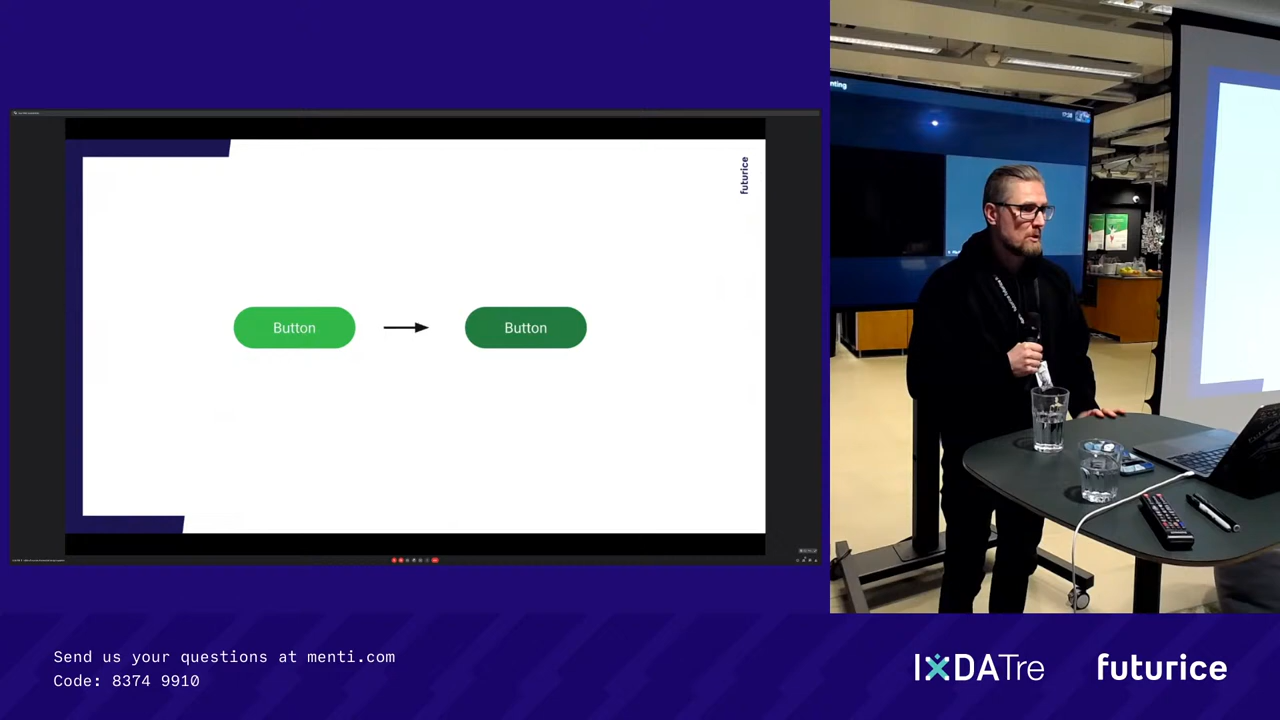 futurice
Button
Button
Send us your questions at menti.com
Code: 8374 9910
IXDATre
futurice